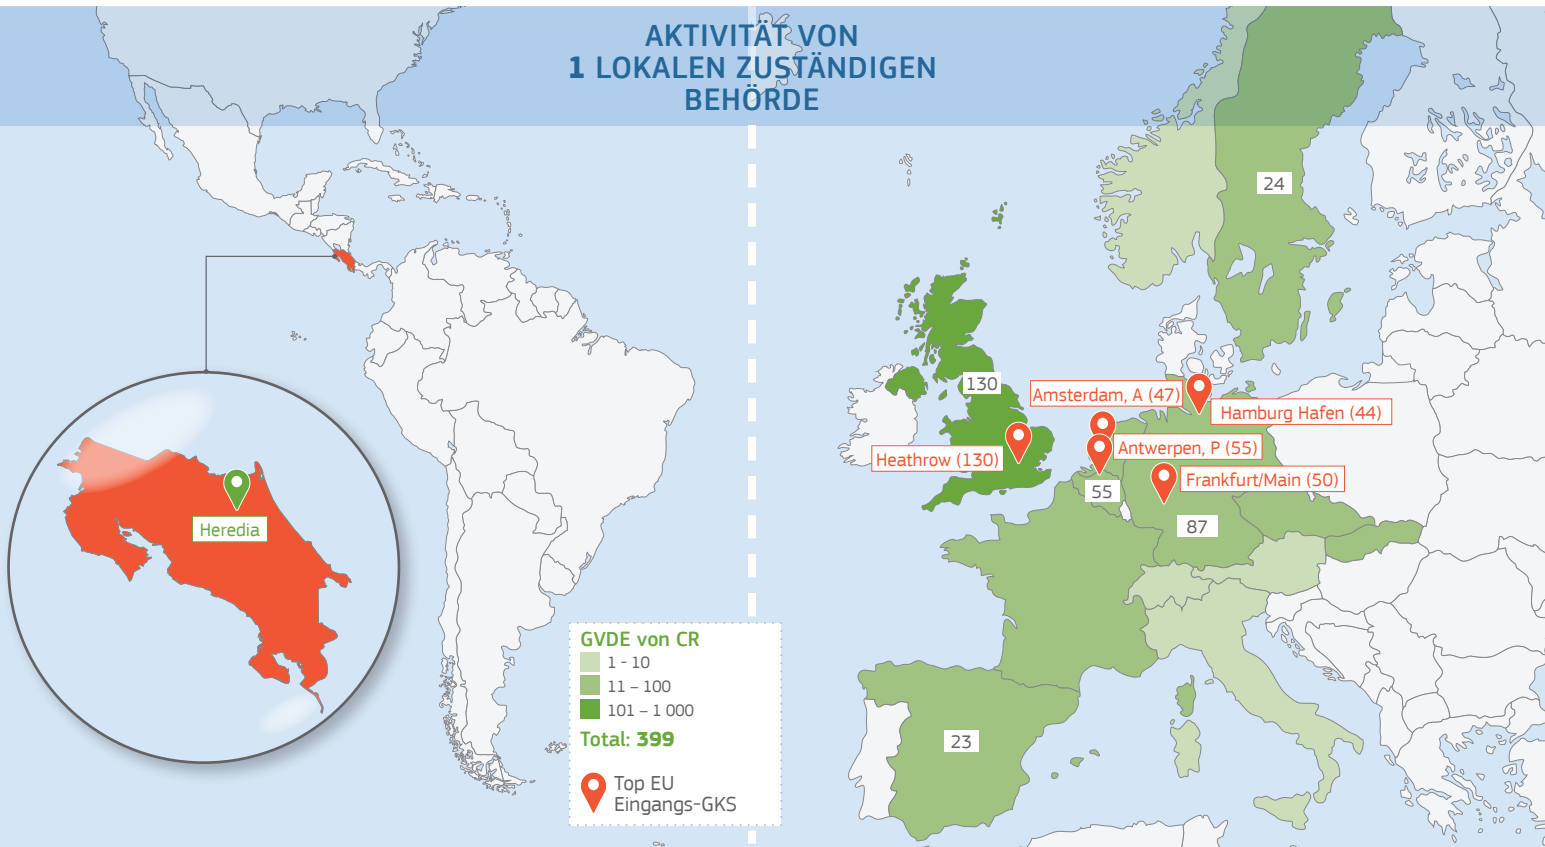 AKTIVITÄT VON
1 LOKALEN ZUSTÄNDIGEN
BEHÖRDE
24
130
Amsterdam, A (47)
Hamburg Hafen (44)
Heathrow (130)
Antwerpen, P (55)
Frankfurt/Main (50)
55
87
Heredia
23
GVDE von CR
1 - 10
11 – 100
101 – 1 000
Total: 399
Top EU
Eingangs-GKS